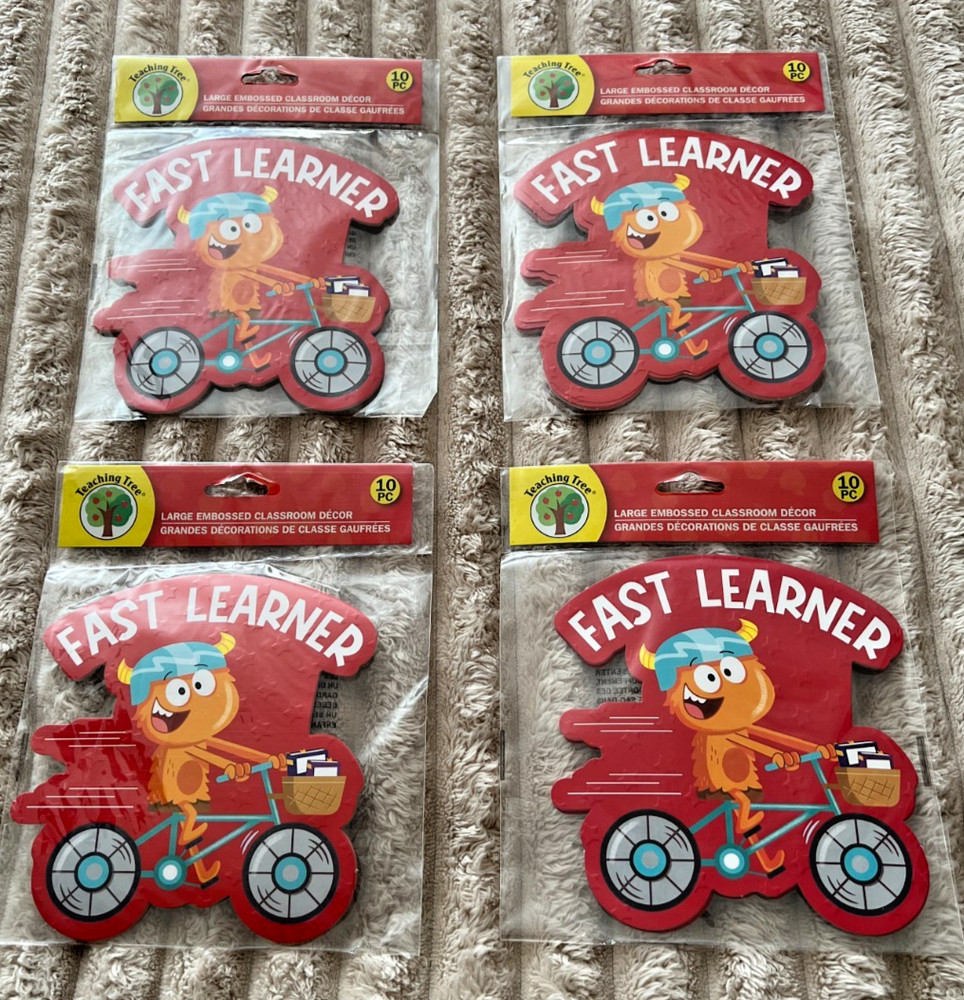 Teaching Tree®
10
PC
LARGE EMBOSSED CLASSROOM DÉCOR
GRANDES DÉCORATIONS DE CLASSE GAUFRÉES
FAST LEARNER
Teaching Tree®
10
PC
LARGE EMBOSSED CLASSROOM DÉCOR
GRANDES DÉCORATIONS DE CLASSE GAUFRÉES
FAST LEARNER
Teaching Tree®
10
PC
LARGE EMBOSSED CLASSROOM DÉCOR
GRANDES DÉCORATIONS DE CLASSE GAUFRÉES
FAST LEARNER
Teaching Tree®
10
PC
LARGE EMBOSSED CLASSROOM DÉCOR
GRANDES DÉCORATIONS DE CLASSE GAUFRÉES
FAST LEARNER